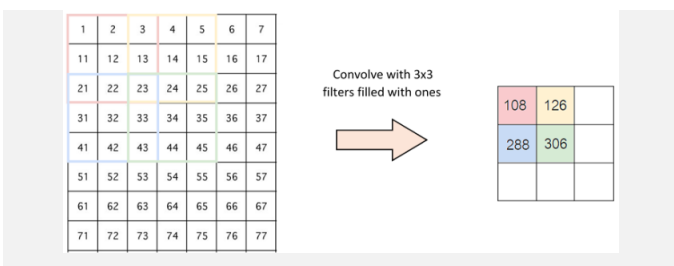 1 2 3 4 5 6 7
11 12 13 14 15 16 17
21 22 23 24 25 26 27
31 32 33 34 35 36 37
41 42 43 44 45 46 47
51 52 53 54 55 56 57
61 62 63 64 65 66 67
71 72 73 74 75 76 77
Convolve with 3x3
filters filled with ones
108 126
288 306